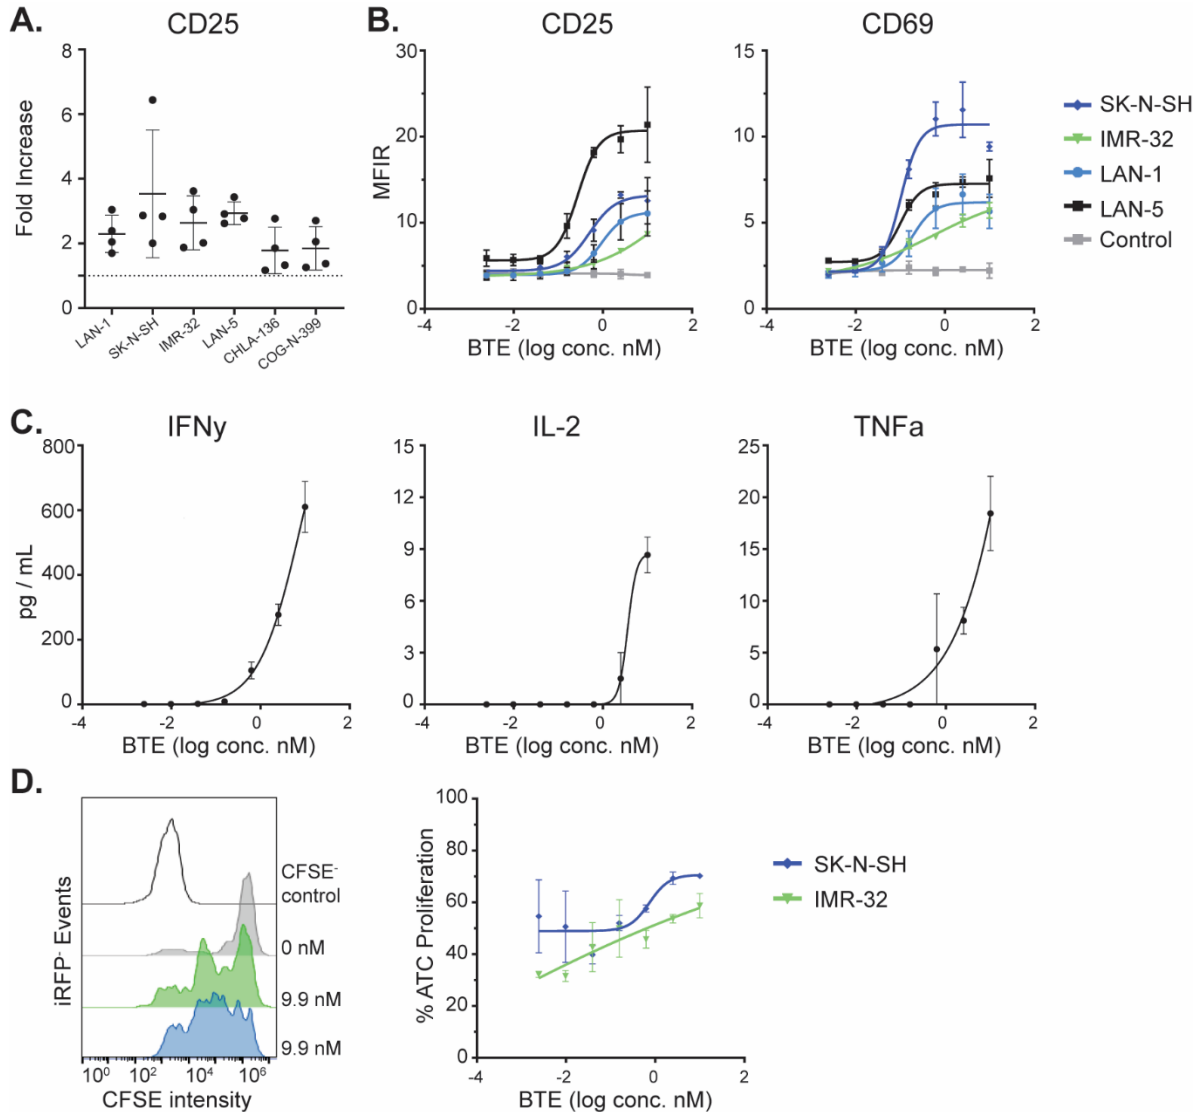 A.
CD25
Fold Increase
8
6
4
2
0
LAN-1
SK-N-SH
IMR-32
LAN-5
CHLA-136
COG-N-399
B.
CD25
MFIR
30
20
10
0
-4
-2
0
2
BTE (log conc. nM)
CD69
15
10
5
0
-4
-2
0
2
BTE (log conc. nM)
SK-N-SH
IMR-32
LAN-1
LAN-5
Control
C.
IFNy
pg / mL
800
600
400
200
0
-4
-2
0
2
BTE (log conc. nM)
IL-2
15
12
9
6
3
0
-4
-2
0
2
BTE (log conc. nM)
TNFa
25
20
15
10
5
0
-4
-2
0
2
BTE (log conc. nM)
D.
iRFP⁻ Events
CFSE⁻
control
0 nM
9.9 nM
9.9 nM
10⁰
10²
10⁴
10⁶
CFSE intensity
% ATC Proliferation
100
80
60
40
20
0
-4
-2
0
2
BTE (log conc. nM)
SK-N-SH
IMR-32